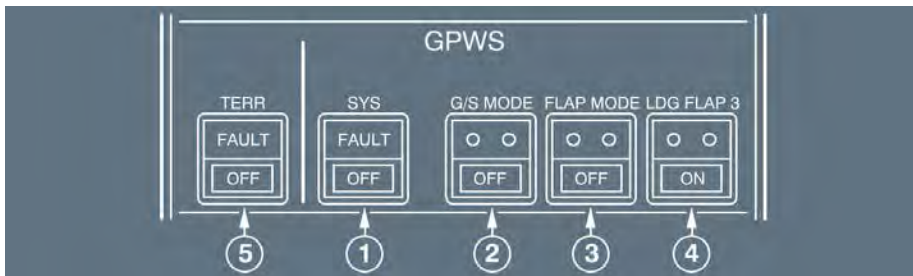 GPWS
TERR SYS G/S MODE FLAP MODE LDG FLAP 3
FAULT FAULT
OFF OFF OFF OFF ON
5 1 2 3 4